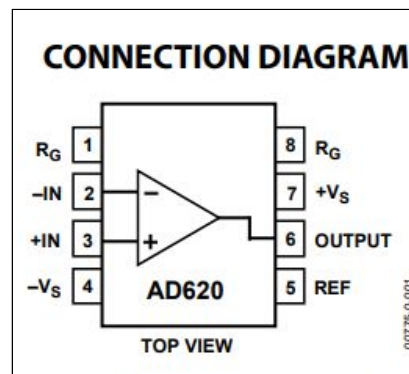 CONNECTION DIAGRAM
RG 1 8 RG
–IN 2 – 7 +VS
+IN 3 + 6 OUTPUT
–VS 4 AD620 5 REF
TOP VIEW